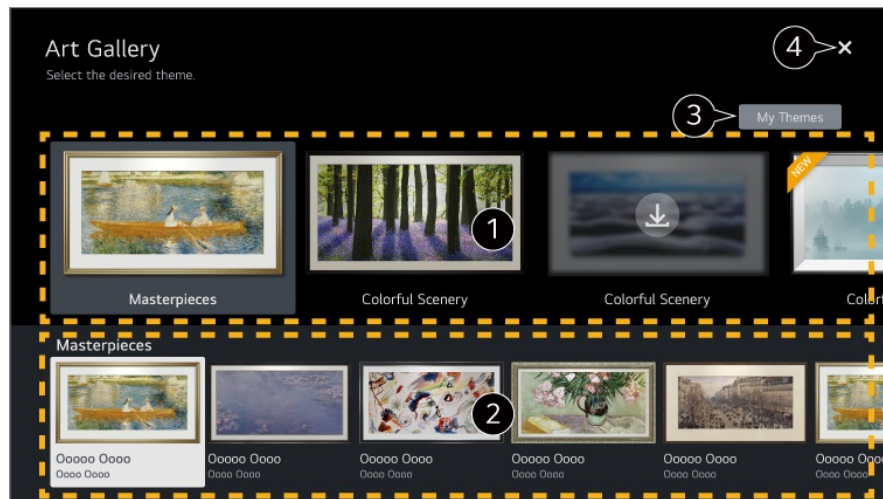 Art Gallery
Select the desired theme.
4
3
My Themes
NEW
1
Masterpieces
Colorful Scenery
Colorful Scenery
Masterpieces
2
Ooooo Oooo
Ooooo Oooo
Ooooo Oooo
Ooooo Oooo
Ooooo Oooo
Oooo Oooo
Oooo Oooo
Oooo Oooo
Oooo Oooo
Oooo Oooo
Oooo Oooo